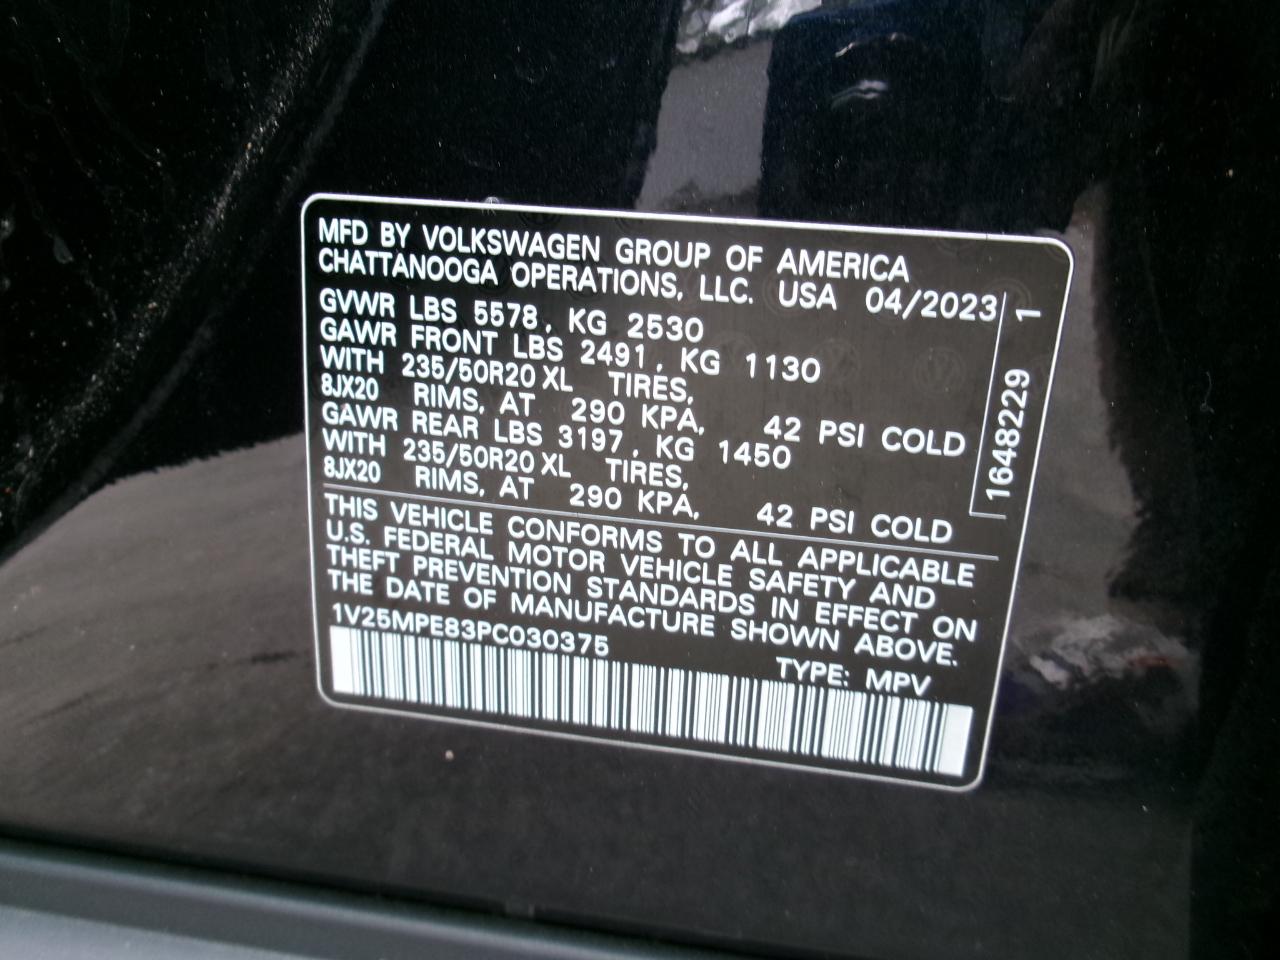 MFD BY VOLKSWAGEN GROUP OF AMERICA
CHATTANOOGA OPERATIONS, LLC. USA 04/2023
GVWR LBS 5578, KG 2530
GAWR FRONT LBS 2491, KG 1130
WITH 235/50R20 XL TIRES,
8JX20 RIMS, AT 290 KPA, 42 PSI COLD
GAWR REAR LBS 3197, KG 1450
WITH 235/50R20 XL TIRES,
8JX20 RIMS, AT 290 KPA, 42 PSI COLD
1648229 1
THIS VEHICLE CONFORMS TO ALL APPLICABLE
U.S. FEDERAL MOTOR VEHICLE SAFETY AND
THEFT PREVENTION STANDARDS IN EFFECT ON
THE DATE OF MANUFACTURE SHOWN ABOVE.
1V25MPE83PC030375
TYPE: MPV